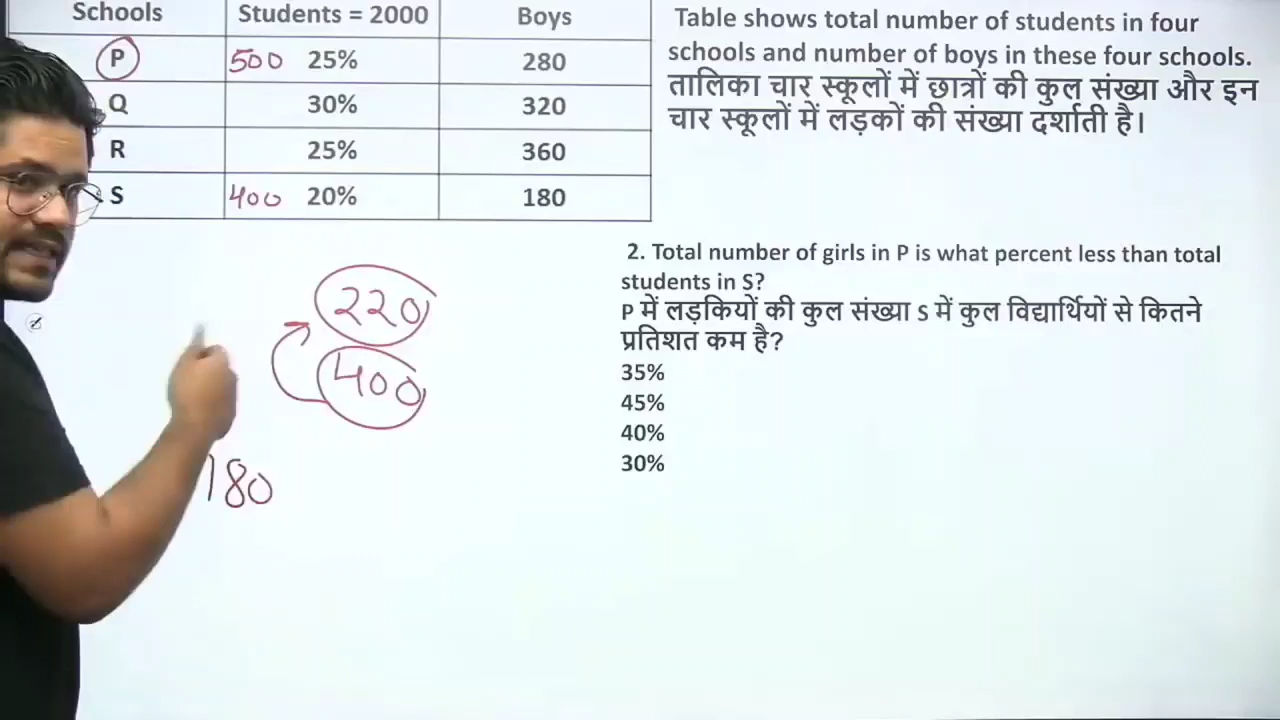 Schools Students = 2000 Boys
P 500 25% 280
Q 30% 320
R 25% 360
S 400 20% 180
Table shows total number of students in four
schools and number of boys in these four schools.
तालिका चार स्कूलों में छात्रों की कुल संख्या और इन
चार स्कूलों में लड़कों की संख्या दर्शाती है।
220
400
180
2. Total number of girls in P is what percent less than total
students in S?
P में लड़कियों की कुल संख्या S में कुल विद्यार्थियों से कितने
प्रतिशत कम है?
35%
45%
40%
30%